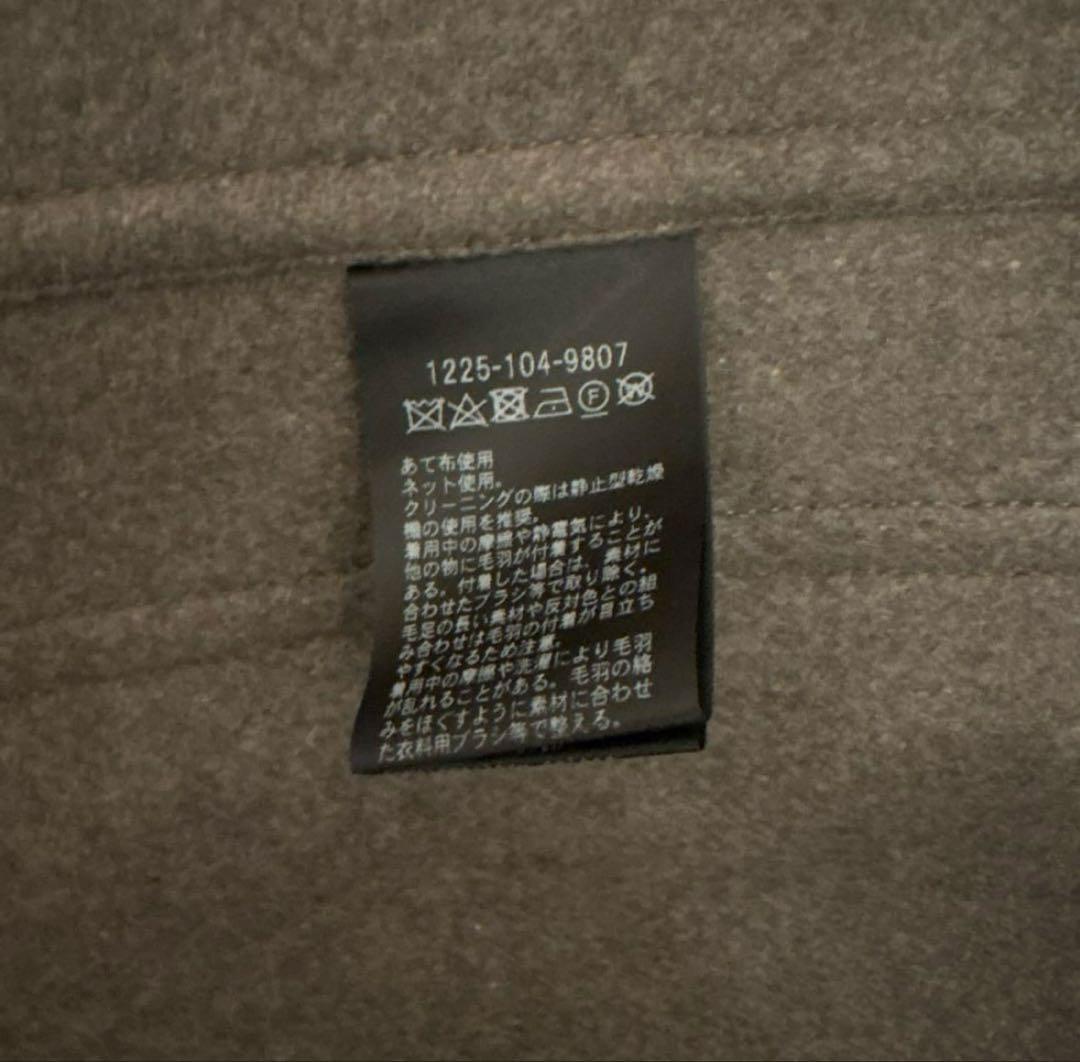 1225-104-9807
F W
あて布使用
ネット使用。
クリーニングの際は静止型乾燥
機の使用を推奨。
着用中の摩擦や静電気により、
他の物に毛羽が付着することが
ある。付着した場合は、素材に
合わせたブラシ等で取り除く。
毛足の長い素材や反対色との組
み合わせは毛羽の付着が目立ち
やすくなるため注意。
着用中の摩擦や洗濯により毛羽
が乱れることがある。毛羽の絡
みをほぐすように素材に合わせ
た衣料用ブラシ等で整える。